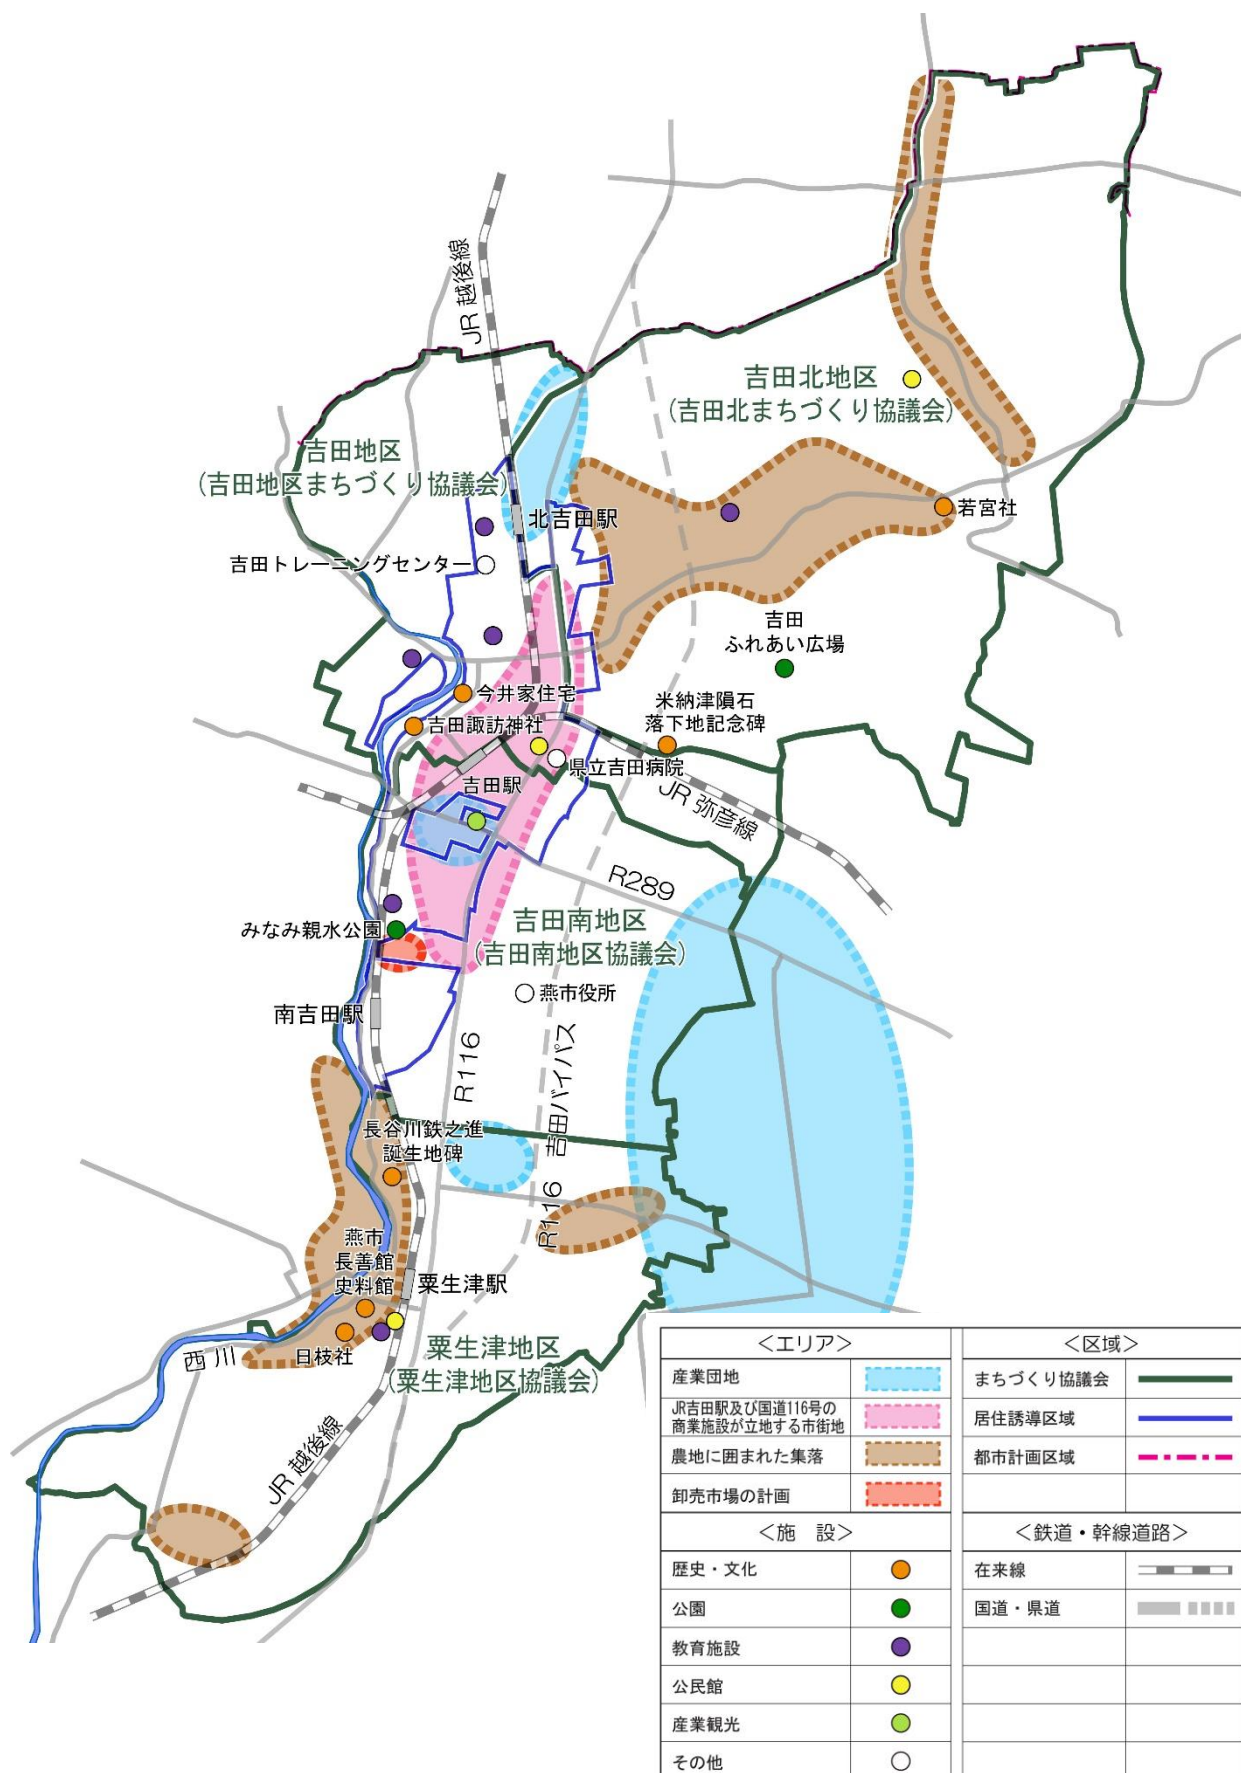 JR 越後線
吉田北地区
(吉田北まちづくり協議会)
吉田地区
(吉田地区まちづくり協議会)
北吉田駅
若宮社
吉田トレーニングセンター
吉田
ふれあい広場
今井家住宅
米納津隕石
落下地記念碑
吉田諏訪神社
県立吉田病院
吉田駅
JR 弥彦線
R289
吉田南地区
(吉田南地区協議会)
みなみ親水公園
燕市役所
南吉田駅
R116
吉田バイパス
長谷川鉄之進
誕生地碑
R116
燕市
長善館
史料館
粟生津駅
日枝社
西川
粟生津地区
(粟生津地区協議会)
JR 越後線
<エリア>
産業団地
JR吉田駅及び国道116号の
商業施設が立地する市街地
農地に囲まれた集落
卸売市場の計画
<区域>
まちづくり協議会
居住誘導区域
都市計画区域
<施 設>
歴史・文化
公園
教育施設
公民館
産業観光
その他
<鉄道・幹線道路>
在来線
国道・県道